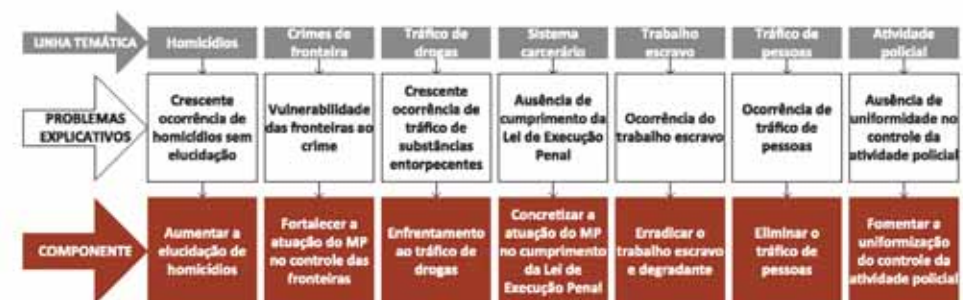 LINHA TEMÁTICA
Homicídios
Crimes de
fronteira
Tráfico de
drogas
Sistema
carcerário
Trabalho
escravo
Tráfico de
pessoas
Atividade
policial
PROBLEMAS
EXPLICATIVOS
Crescente
ocorrência de
homicídios sem
elucidação
Vulnerabilidade
das fronteiras ao
crime
Crescente
ocorrência de
tráfico de
substâncias
entorpecentes
Ausência de
cumprimento da
Lei de Execução
Penal
Ocorrência do
trabalho escravo
Ocorrência de
tráfico de
pessoas
Ausência de
uniformidade no
controle da
atividade policial
COMPONENTE
Aumentar a
elucidação de
homicídios
Fortalecer a
atuação do MP
no controle das
fronteiras
Enfrentamento
ao tráfico de
drogas
Concretizar a
atuação do MP
no cumprimento
da Lei de
Execução Penal
Erradicar o
trabalho escravo
e degradante
Eliminar o
tráfico de
pessoas
Fomentar a
uniformização
do controle da
atividade policial